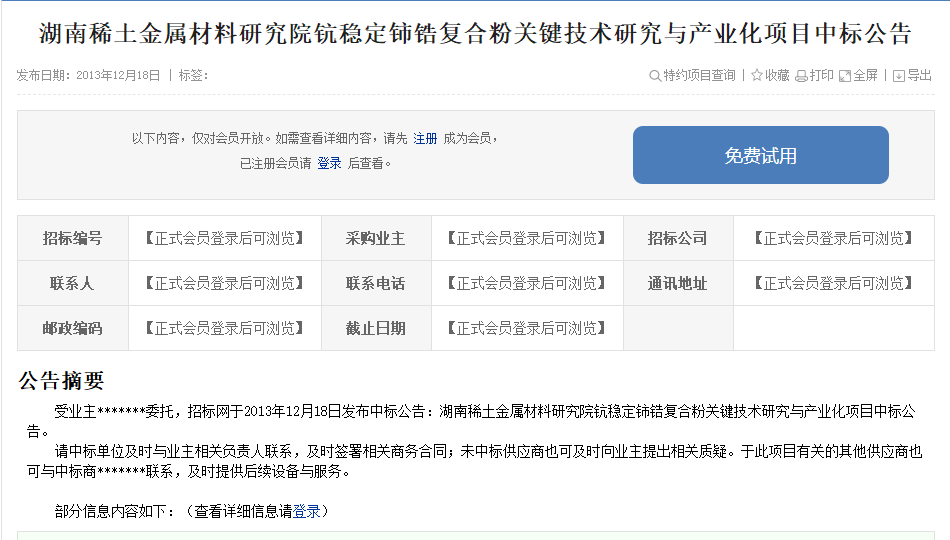 湖南稀土金属材料研究院钪稳定铈锆复合粉关键技术研究与产业化项目中标公告
发布日期：2013年12月18日 | 标签：
特约项目查询 | 收藏 打印 全屏 | 导出
以下内容，仅对会员开放。如需查看详细内容，请先 注册 成为会员，
已注册会员请 登录 后查看。
免费试用
招标编号 【正式会员登录后可浏览】 采购业主 【正式会员登录后可浏览】 招标公司 【正式会员登录后可浏览】
联系人 【正式会员登录后可浏览】 联系电话 【正式会员登录后可浏览】 通讯地址 【正式会员登录后可浏览】
邮政编码 【正式会员登录后可浏览】 截止日期 【正式会员登录后可浏览】
公告摘要
受业主*******委托，招标网于2013年12月18日发布中标公告：湖南稀土金属材料研究院钪稳定铈锆复合粉关键技术研究与产业化项目中标公
告。
请中标单位及时与业主相关负责人联系，及时签署相关商务合同；未中标供应商也可及时向业主提出相关质疑。于此项目有关的其他供应商也
可与中标商*******联系，及时提供后续设备与服务。
部分信息内容如下：（查看详细信息请登录）